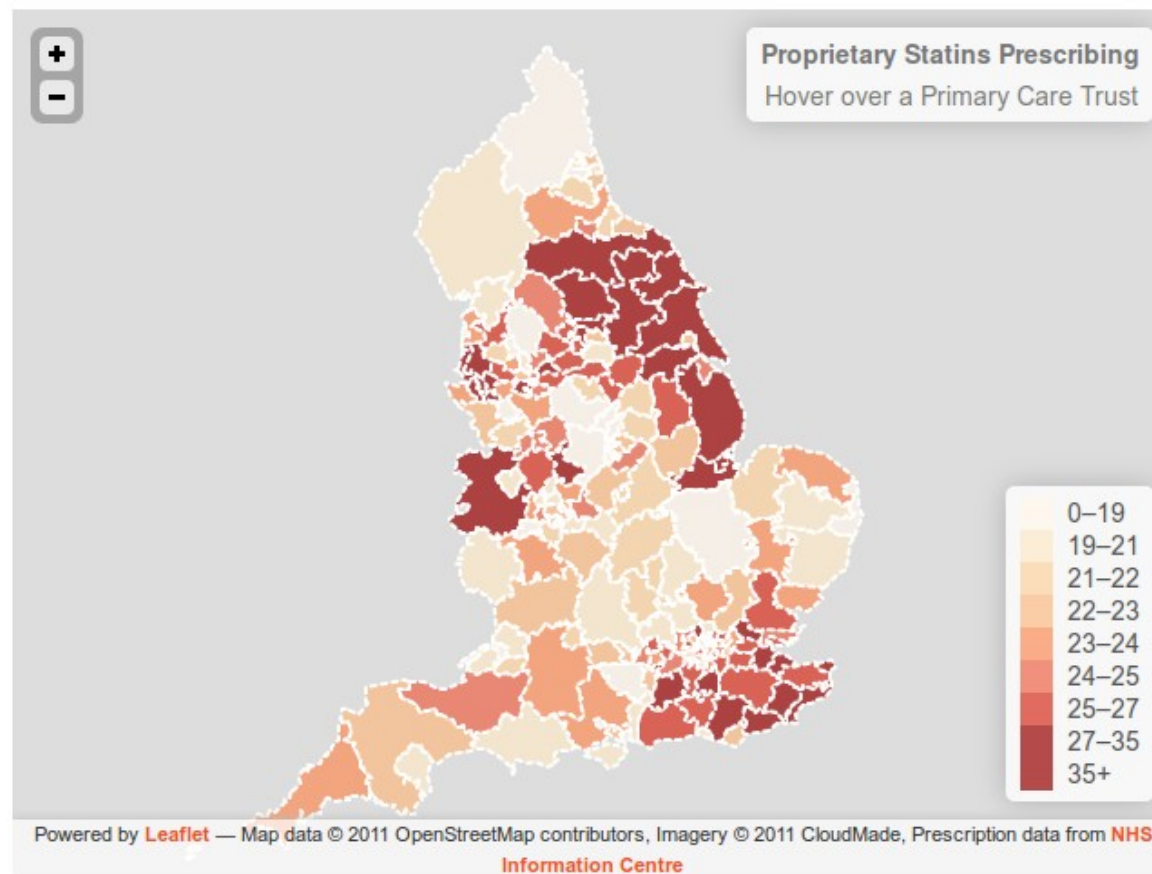 +
−
Proprietary Statins Prescribing
Hover over a Primary Care Trust
0–19
19–21
21–22
22–23
23–24
24–25
25–27
27–35
35+
Powered by Leaflet — Map data © 2011 OpenStreetMap contributors, Imagery © 2011 CloudMade, Prescription data from NHS
Information Centre